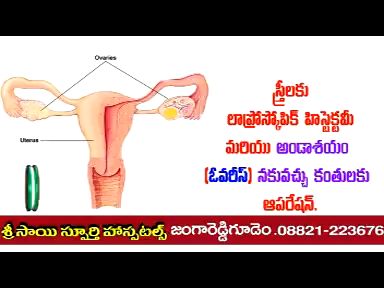 Ovaries
Uterus
స్త్రీలకు
లాప్రోస్కోపిక్ హిస్టెక్టమీ
మరియు అండాశయం
(ఓవరీస్) నకువచ్చు కంతులకు
ఆపరేషన్.
శ్రీ సాయి స్పూర్తి హాస్పటల్స్ జంగారెడ్డిగూడెం .08821-223676